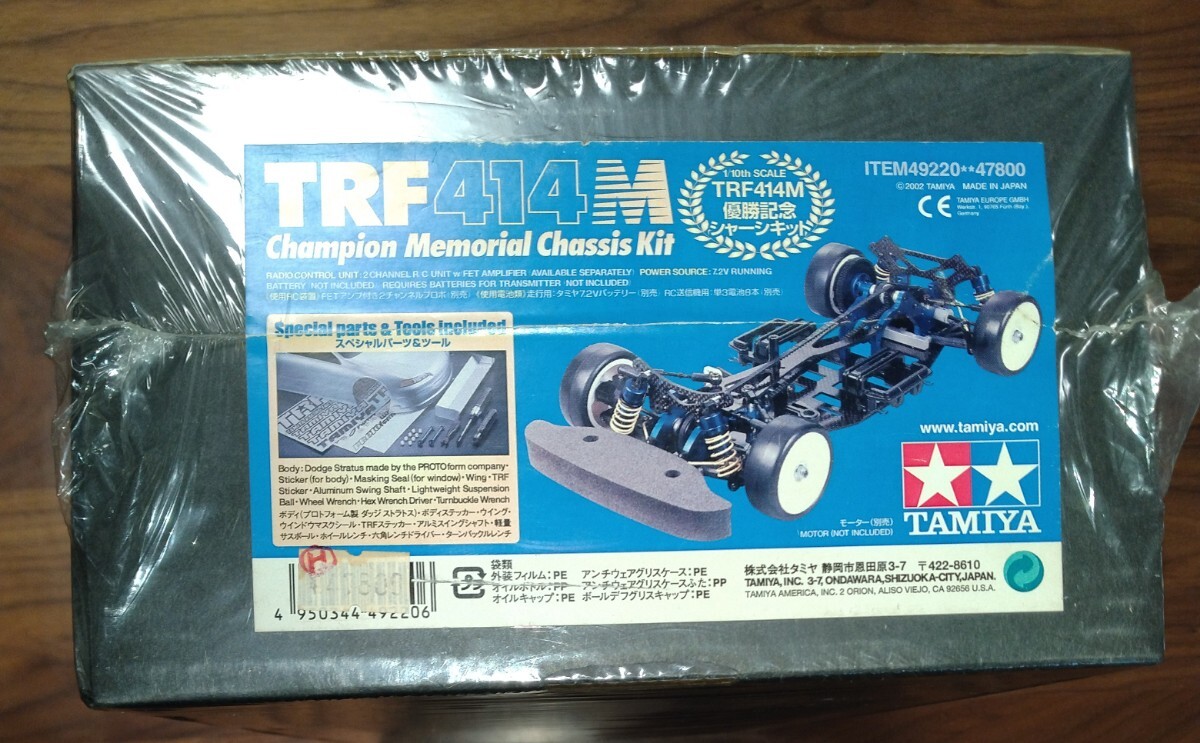 TRF414M
Champion Memorial Chassis Kit
1/10th SCALE
TRF414M
優勝記念
シャーシキット
ITEM49220**47800
©2002 TAMIYA MADE IN JAPAN
CE
TAMIYA EUROPE GMBH
Germany
RADIO CONTROL UNIT: 2 CHANNEL R/C UNIT w/FET AMPLIFIER (AVAILABLE SEPARATELY) POWER SOURCE: 7.2V RUNNING
BATTERY (NOT INCLUDED) REQUIRES BATTERIES FOR TRANSMITTER (NOT INCLUDED)
《使用RC装置》FETアンプ付き2チャンネルプロポ(別売) 《使用電池類》走行用:タミヤ7.2Vバッテリー(別売) RC送信機用:単3電池8本(別売)
Special parts & Tools included
スペシャルパーツ&ツール
Body: Dodge Stratus made by the PROTOform company・
Sticker (for body)・Masking Seal (for window)・Wing・TRF
Sticker・Aluminum Swing Shaft・Lightweight Suspension
Ball・Wheel Wrench・Hex Wrench Driver・Turnbuckle Wrench
ボディ(プロトフォーム製 ダッジ ストラトス)・ボディステッカー・ウイング・
ウインドウマスクシール・TRFステッカー・アルミスイングシャフト・軽量
サスボール・ホイールレンチ・六角レンチドライバー・ターンバックルレンチ
www.tamiya.com
TAMIYA
モーター(別売)
MOTOR (NOT INCLUDED)
4 950344 492206
プラ
袋類
外装フィルム:PE アンチウェアグリスケース:PE
オイルボトル:PE アンチウェアグリスケースふた:PP
オイルキャップ:PE ボールデフグリスキャップ:PE
株式会社タミヤ 静岡市恩田原3-7 〒422-8610
TAMIYA, INC. 3-7, ONDAWARA, SHIZUOKA-CITY, JAPAN.
TAMIYA AMERICA, INC. 2 ORION, ALISO VIEJO, CA 92656 U.S.A.